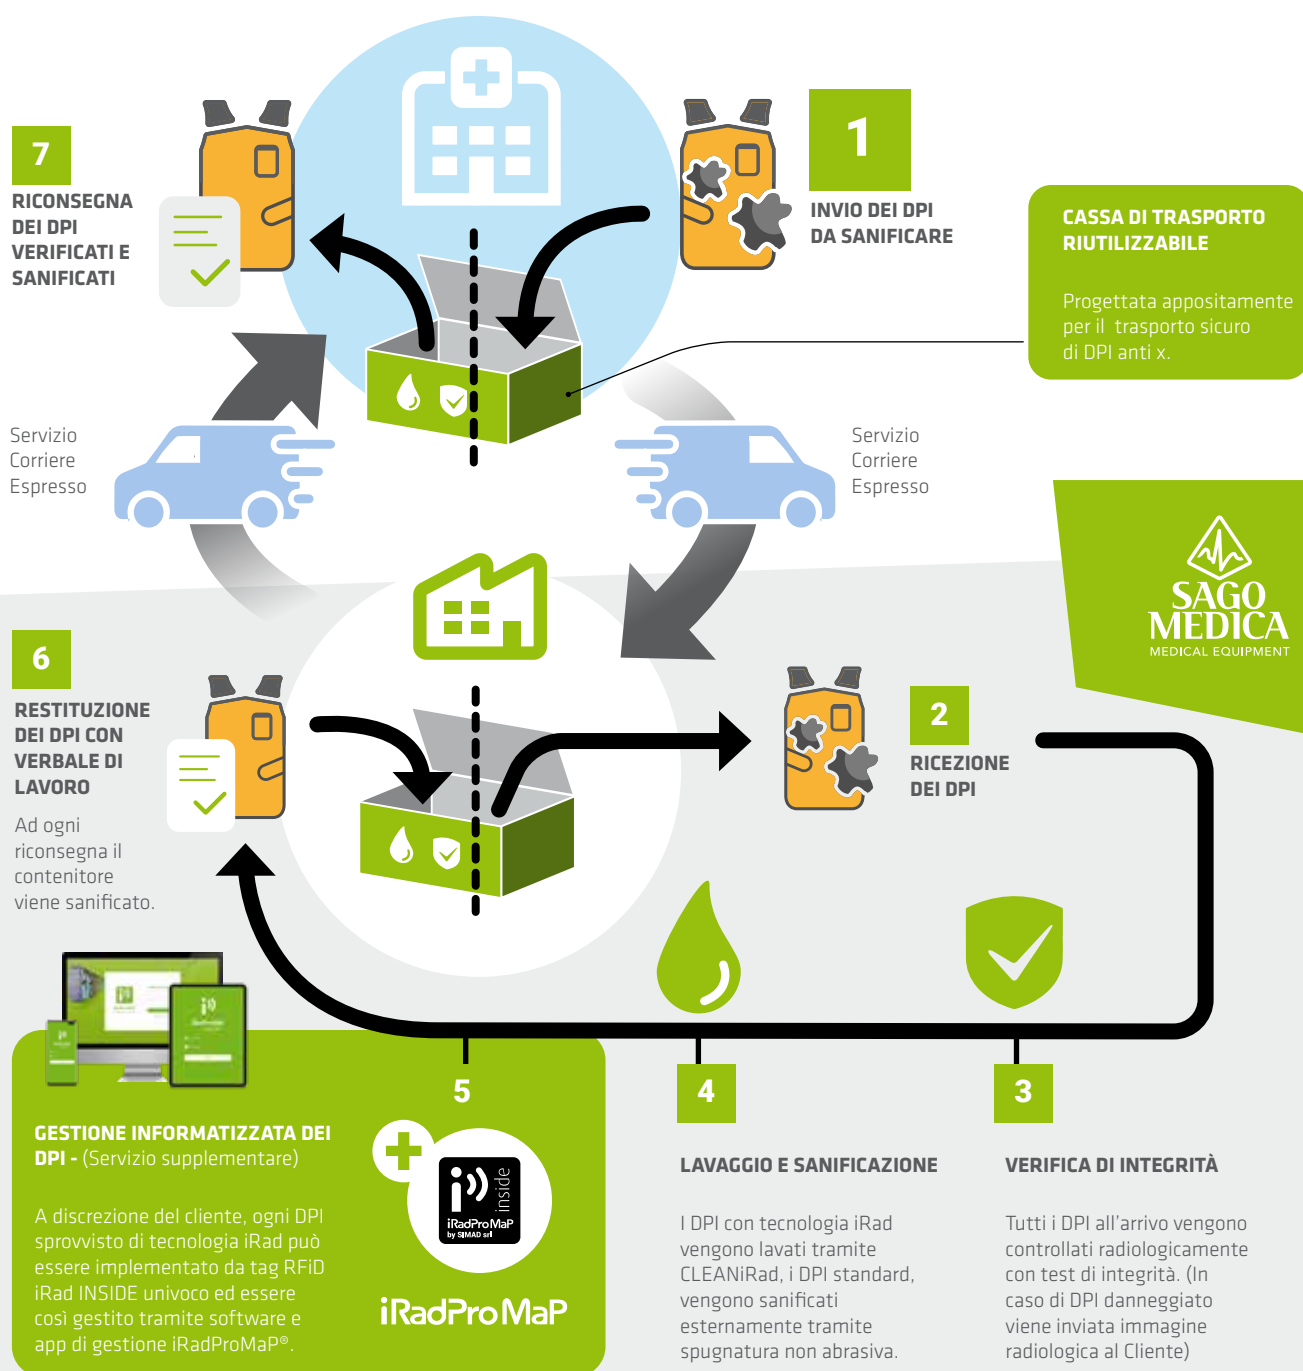 1
INVIO DEI DPI
DA SANIFICARE
CASSA DI TRASPORTO
RIUTILIZZABILE
Progettata appositamente
per il trasporto sicuro
di DPI anti x.
7
RICONSEGNA
DEI DPI
VERIFICATI E
SANIFICATI
Servizio
Corriere
Espresso
Servizio
Corriere
Espresso
SAGO
MEDICA
MEDICAL EQUIPMENT
6
RESTITUZIONE
DEI DPI CON
VERBALE DI
LAVORO
Ad ogni
riconsegna il
contenitore
viene sanificato.
2
RICEZIONE
DEI DPI
5
GESTIONE INFORMATIZZATA DEI
DPI - (Servizio supplementare)
A discrezione del cliente, ogni DPI
sprovvisto di tecnologia iRad può
essere implementato da tag RFiD
iRad INSIDE univoco ed essere
così gestito tramite software e
app di gestione iRadProMaP®.
inside
iRadProMaP
by SIMAD srl
iRadProMaP
4
LAVAGGIO E SANIFICAZIONE
I DPI con tecnologia iRad
vengono lavati tramite
CLEANiRad, i DPI standard,
vengono sanificati
esternamente tramite
spugnatura non abrasiva.
3
VERIFICA DI INTEGRITÀ
Tutti i DPI all'arrivo vengono
controllati radiologicamente
con test di integrità. (In
caso di DPI danneggiato
viene inviata immagine
radiologica al Cliente)